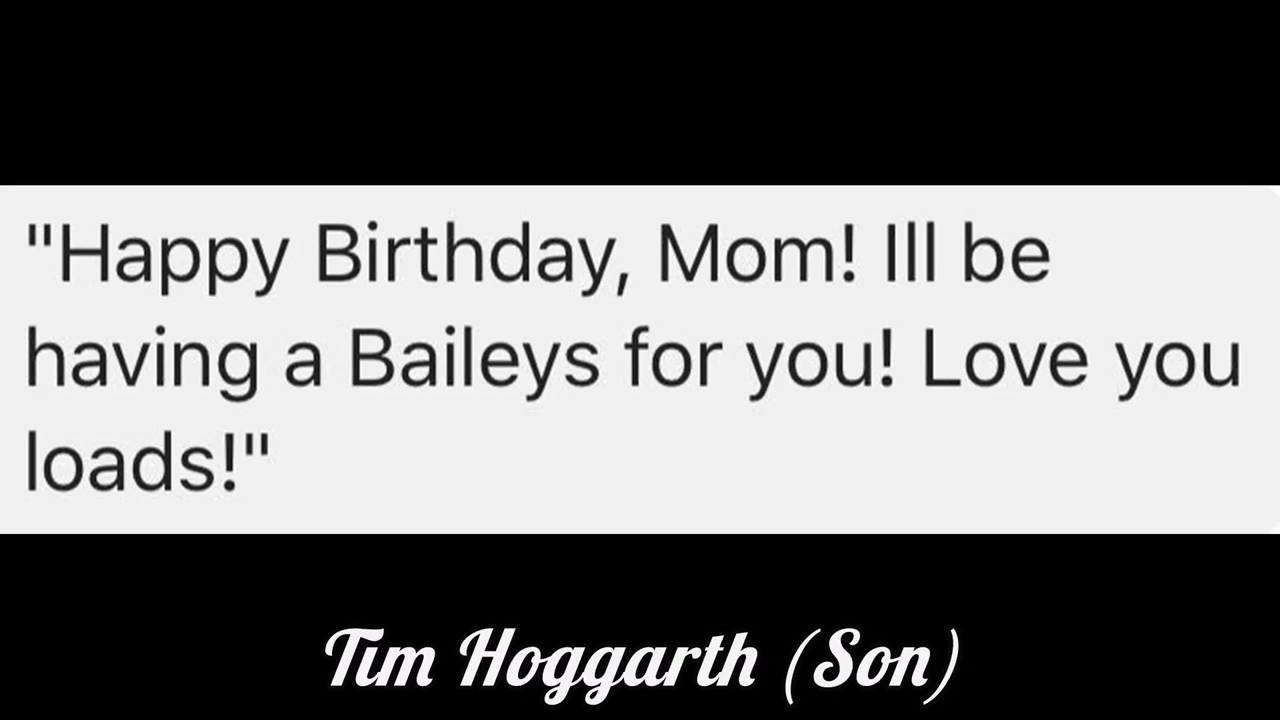 "Happy Birthday, Mom! Ill be
having a Baileys for you! Love you
loads!"
Tim Hoggarth (Son)